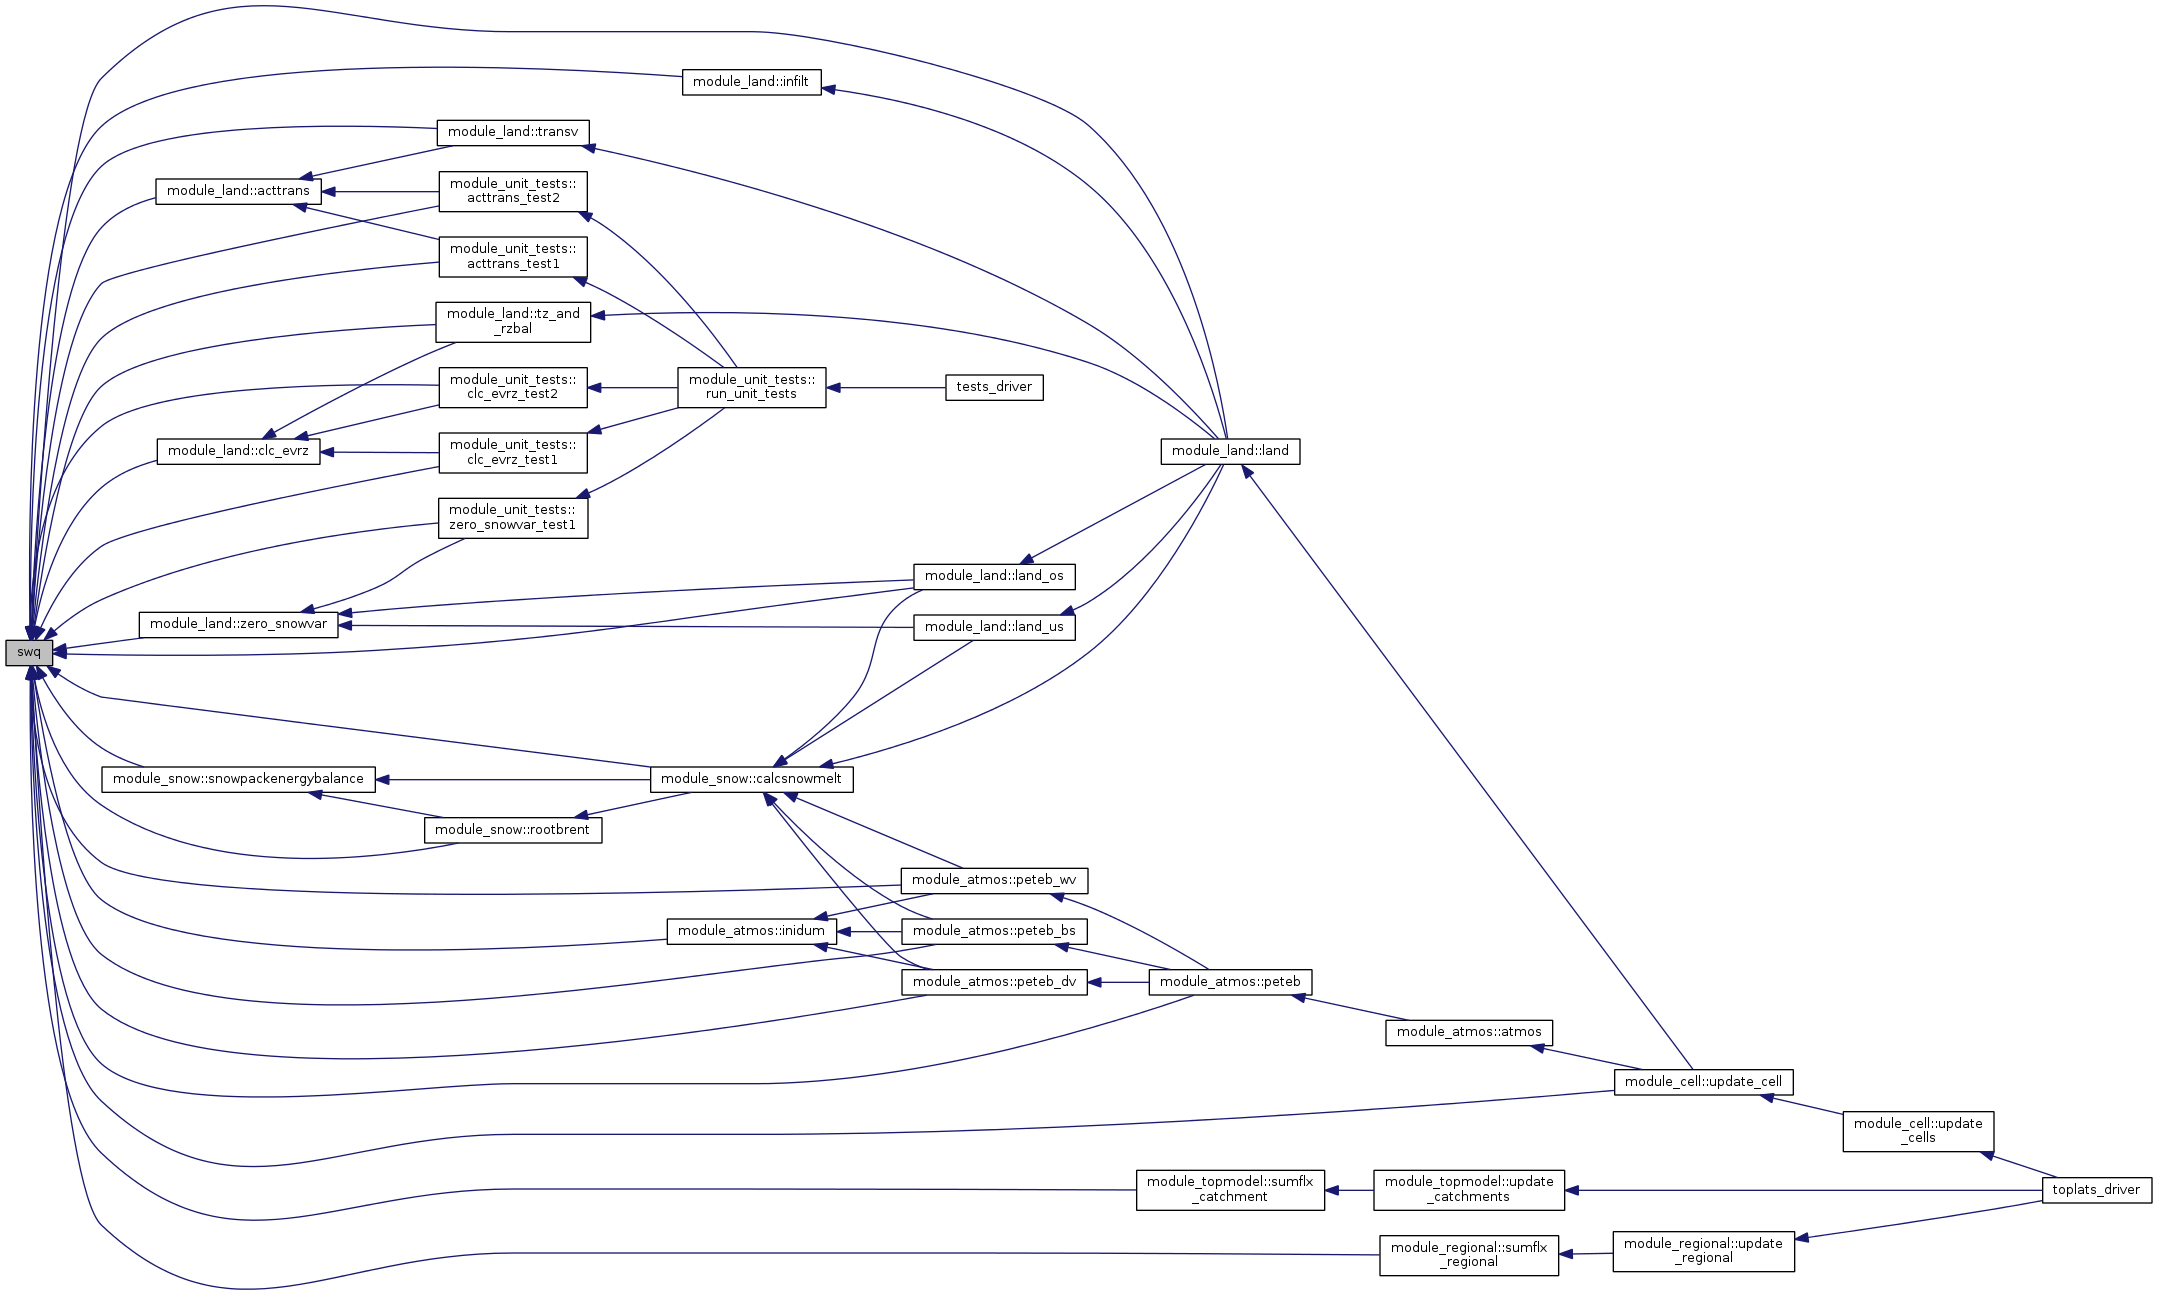 module_land::infilt
module_land::transv
module_land::acttrans
module_unit_tests::
acttrans_test2
module_unit_tests::
acttrans_test1
module_land::tz_and
_rzbal
module_unit_tests::
clc_evrz_test2
module_unit_tests::
run_unit_tests
tests_driver
module_land::clc_evrz
module_unit_tests::
clc_evrz_test1
module_land::land
module_unit_tests::
zero_snowvar_test1
module_land::land_os
module_land::zero_snowvar
module_land::land_us
swq
module_snow::snowpackenergybalance
module_snow::calcsnowmelt
module_snow::rootbrent
module_atmos::peteb_wv
module_atmos::inidum
module_atmos::peteb_bs
module_atmos::peteb_dv
module_atmos::peteb
module_atmos::atmos
module_cell::update_cell
module_cell::update
_cells
module_topmodel::sumflx
_catchment
module_topmodel::update
_catchments
toplats_driver
module_regional::sumflx
_regional
module_regional::update
_regional